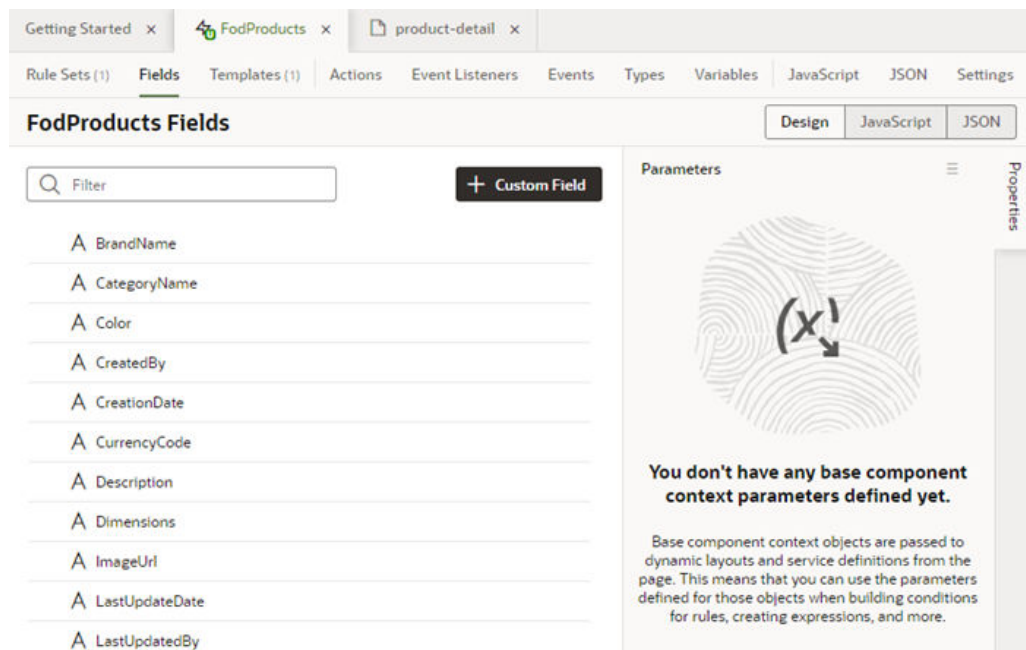 Getting Started ×
FodProducts ×
product-detail ×
Rule Sets (1) Fields Templates (1) Actions Event Listeners Events Types Variables JavaScript JSON Settings
FodProducts Fields
Design JavaScript JSON
Filter
+ Custom Field
BrandName
CategoryName
Color
CreatedBy
CreationDate
CurrencyCode
Description
Dimensions
ImageUrl
LastUpdateDate
LastUpdatedBy
Parameters
(x)
You don't have any base component
context parameters defined yet.
Base component context objects are passed to
dynamic layouts and service definitions from the
page. This means that you can use the parameters
defined for those objects when building conditions
for rules, creating expressions, and more.
Properties